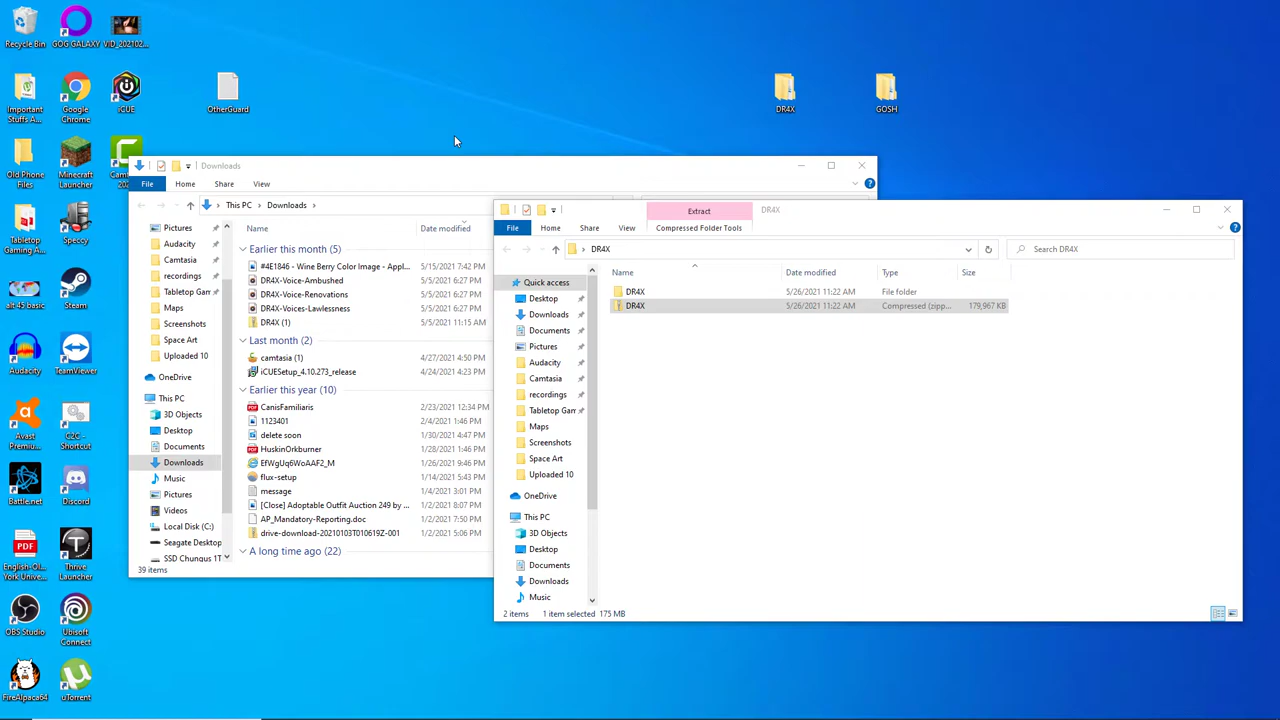 Recycle Bin
GOG GALAXY
VID_202102...
Important Stuffs A...
Google Chrome
iCUE
OtherGuard
DR4X
GOSH
Old Phone Files
Minecraft Launcher
Tabletop Gaming A...
Speccy
alt 45 basic
Steam
Audacity
TeamViewer
Avast Premiu...
C2C - Shortcut
Battle.net
Discord
English-Ol... York Unive...
Thrive Launcher
OBS Studio
Ubisoft Connect
FireAlpaca64
uTorrent
Downloads
File
Home
Share
View
This PC > Downloads >
Pictures
Audacity
Camtasia
recordings
Tabletop Gam
Maps
Screenshots
Space Art
Uploaded 10
OneDrive
This PC
3D Objects
Desktop
Documents
Downloads
Music
Pictures
Videos
Local Disk (C:)
Seagate Desktop
SSD Chungus 1T
Name Date modified
Earlier this month (5)
#4E1846 - Wine Berry Color Image - Appl... 5/15/2021 7:42 PM
DR4X-Voice-Ambushed 5/5/2021 6:27 PM
DR4X-Voice-Renovations 5/5/2021 6:27 PM
DR4X-Voices-Lawlessness 5/5/2021 6:27 PM
DR4X (1) 5/5/2021 11:15 AM
Last month (2)
camtasia (1) 4/27/2021 4:50 PM
iCUESetup_4.10.273_release 4/24/2021 4:23 PM
Earlier this year (10)
CanisFamiliaris 2/23/2021 12:34 PM
1123401 2/4/2021 1:46 PM
delete soon 1/30/2021 4:47 PM
HuskinOrkburner 1/28/2021 1:46 PM
EfWgUq6WoAAF2_M 1/26/2021 9:46 PM
flux-setup 1/14/2021 5:43 PM
message 1/4/2021 3:01 PM
[Close] Adoptable Outfit Auction 249 by ... 1/2/2021 8:07 PM
AP_Mandatory-Reporting.doc 1/2/2021 7:50 PM
drive-download-20210103T010619Z-001 1/2/2021 5:06 PM
A long time ago (22)
39 items
Extract
DR4X
File
Home
Share
View
Compressed Folder Tools
DR4X
Search DR4X
Quick access
Desktop
Downloads
Documents
Pictures
Audacity
Camtasia
recordings
Tabletop Gam
Maps
Screenshots
Space Art
Uploaded 10
OneDrive
This PC
3D Objects
Desktop
Documents
Downloads
Music
Name Date modified Type Size
DR4X 5/26/2021 11:22 AM File folder
DR4X 5/26/2021 11:22 AM Compressed (zipp... 179,967 KB
2 items 1 item selected 175 MB